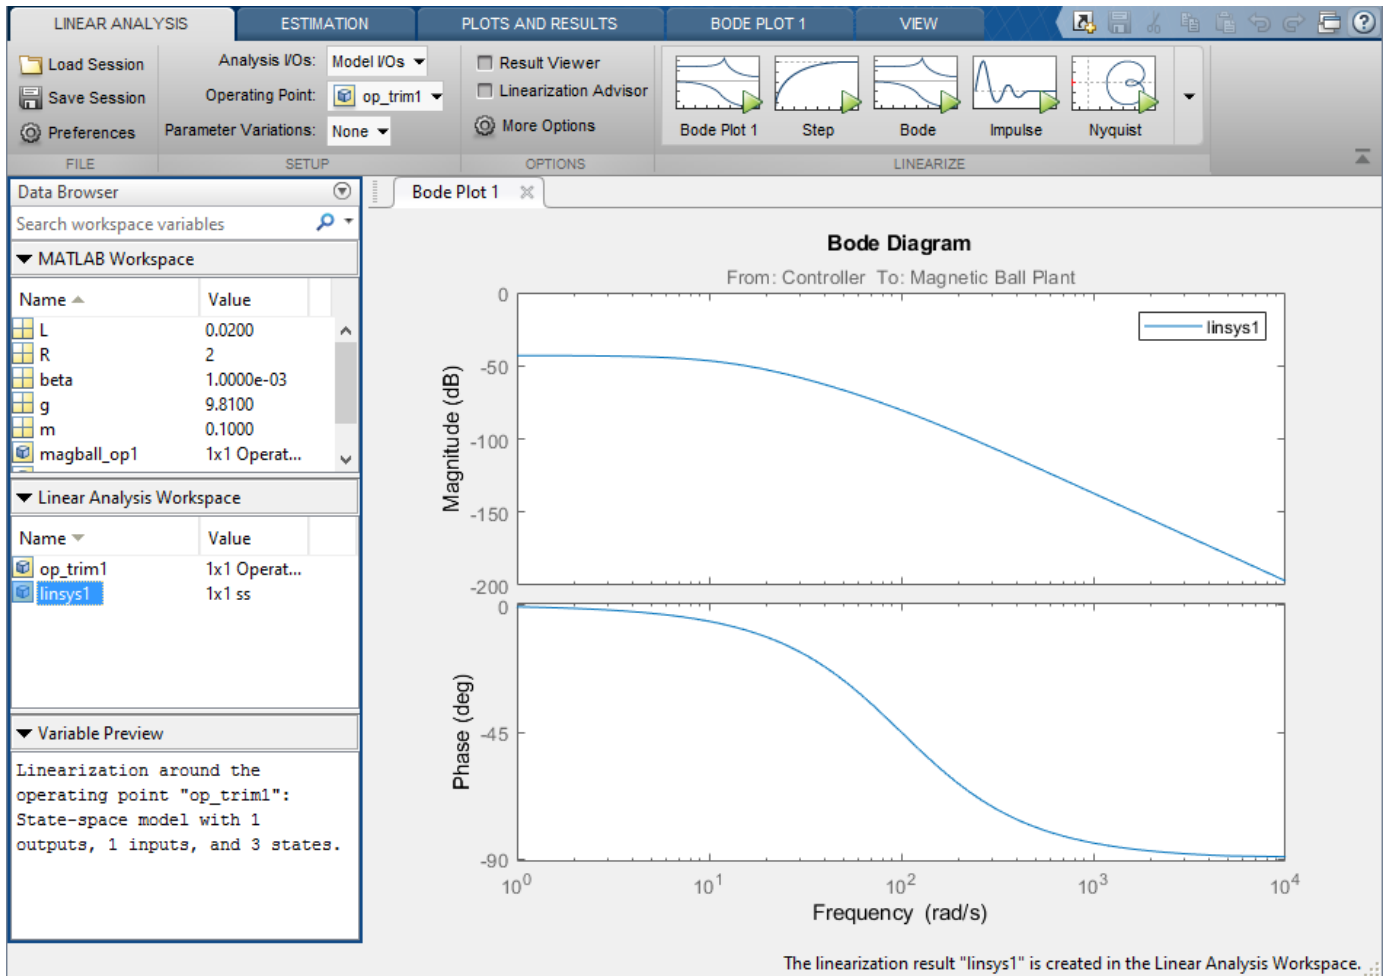 LINEAR ANALYSIS ESTIMATION PLOTS AND RESULTS BODE PLOT 1 VIEW
Load Session Analysis I/Os: Model I/Os Result Viewer
Save Session Operating Point: op_trim1 Linearization Advisor
Preferences Parameter Variations: None More Options
Bode Plot 1 Step Bode Impulse Nyquist
FILE SETUP OPTIONS LINEARIZE
Data Browser
Search workspace variables
MATLAB Workspace
Name Value
L 0.0200
R 2
beta 1.0000e-03
g 9.8100
m 0.1000
magball_op1 1x1 Operat...
Linear Analysis Workspace
Name Value
op_trim1 1x1 Operat...
linsys1 1x1 ss
Variable Preview
Linearization around the
operating point "op_trim1":
State-space model with 1
outputs, 1 inputs, and 3 states.
Bode Plot 1
Bode Diagram
From: Controller To: Magnetic Ball Plant
linsys1
Magnitude (dB)
0
-50
-100
-150
-200
Phase (deg)
0
-45
-90
10^0 10^1 10^2 10^3 10^4
Frequency (rad/s)
The linearization result "linsys1" is created in the Linear Analysis Workspace.